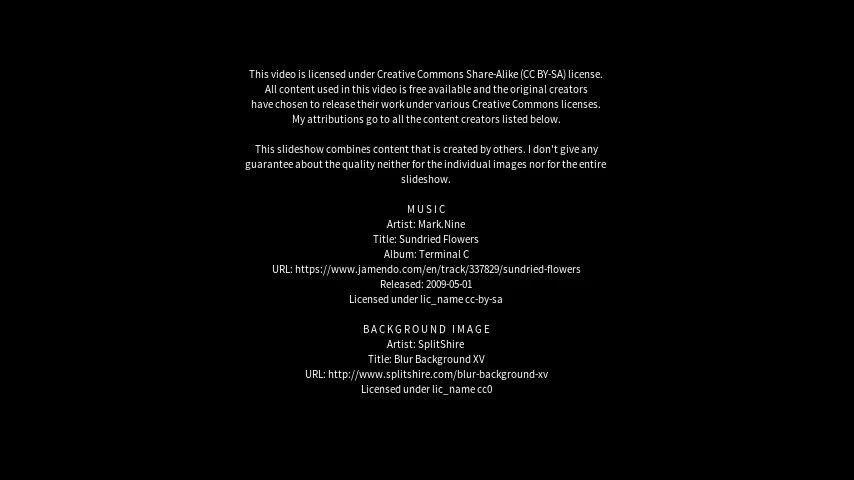 This video is licensed under Creative Commons Share-Alike (CC BY-SA) license.
All content used in this video is free available and the original creators
have chosen to release their work under various Creative Commons licenses.
My attributions go to all the content creators listed below.
This slideshow combines content that is created by others. I don't give any
guarantee about the quality neither for the individual images nor for the entire
slideshow.
MUSIC
Artist: Mark.Nine
Title: Sundried Flowers
Album: Terminal C
URL: https://www.jamendo.com/en/track/337829/sundried-flowers
Released: 2009-05-01
Licensed under lic_name cc-by-sa
BACKGROUND IMAGE
Artist: SplitShire
Title: Blur Background XV
URL: http://www.splitshire.com/blur-background-xv
Licensed under lic_name cc0